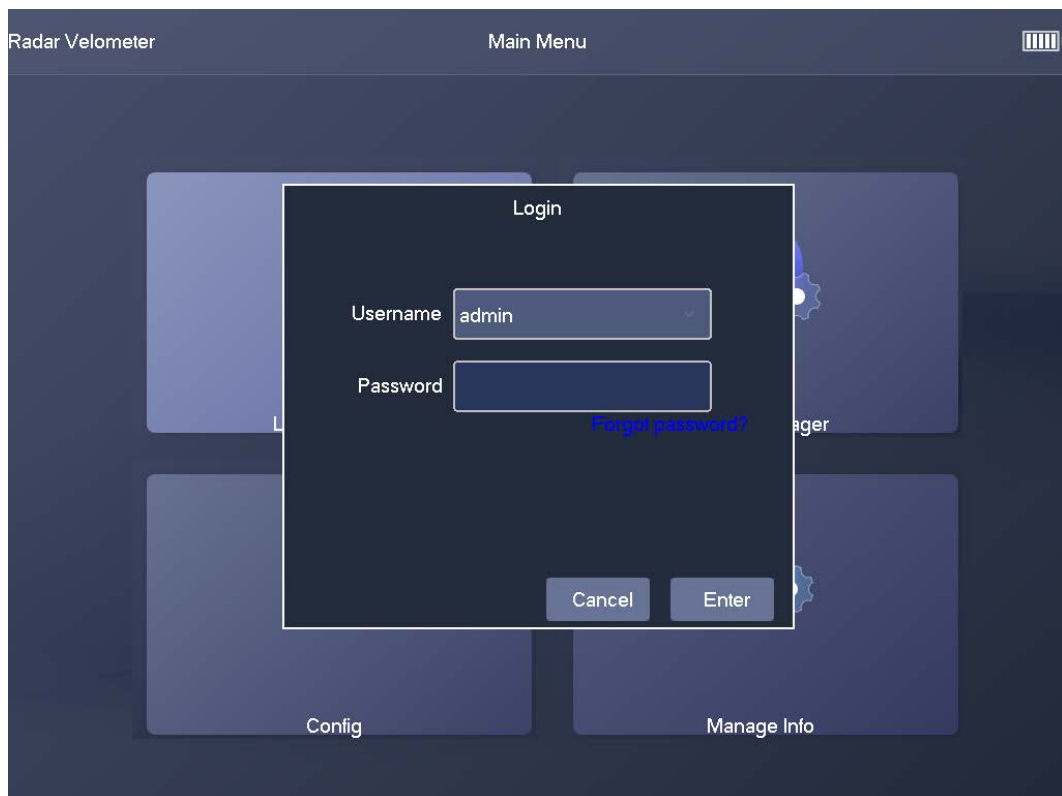 Radar Velometer
Main Menu
Login
Username
admin
Password
Forgot password?
Cancel
Enter
Config
Manage Info